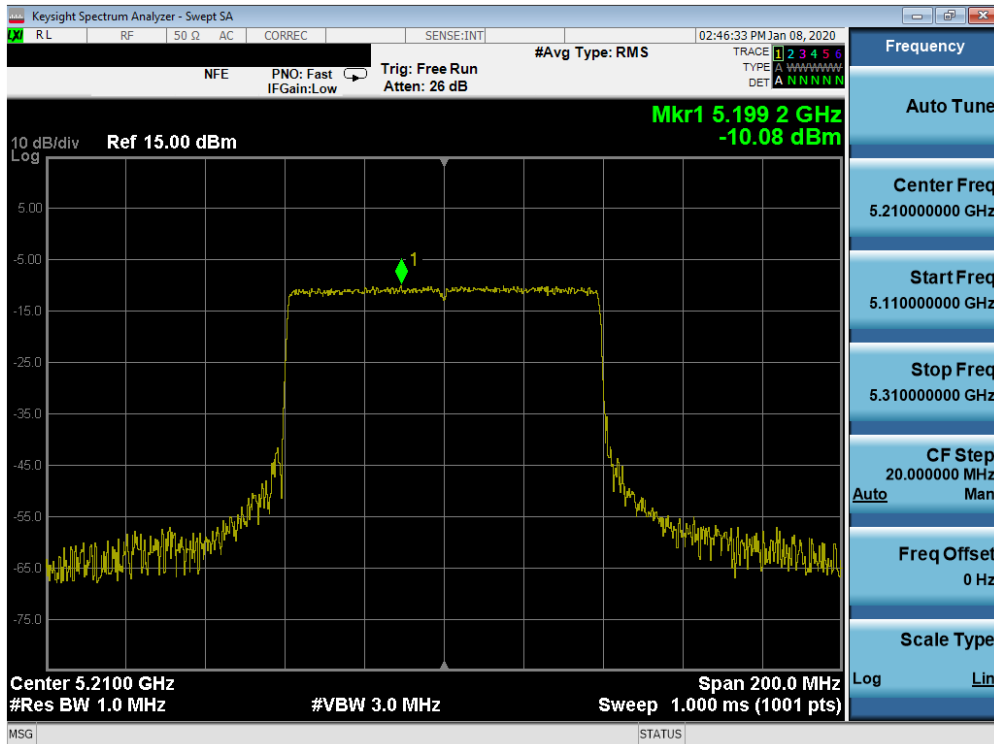 Keysight Spectrum Analyzer - Swept SA
LXI RL RF 50 Ω AC CORREC SENSE:INT 02:46:33 PM Jan 08, 2020
#Avg Type: RMS
TRACE 1 2 3 4 5 6
NFE PNO: Fast Trig: Free Run
TYPE A WWWWW
IFGain:Low Atten: 26 dB
DET A N N N N N
Mkr1 5.199 2 GHz
-10.08 dBm
10 dB/div Ref 15.00 dBm
Log
5.00
-5.00
1
-15.0
-25.0
-35.0
-45.0
-55.0
-65.0
-75.0
Center 5.2100 GHz Span 200.0 MHz
#Res BW 1.0 MHz #VBW 3.0 MHz Sweep 1.000 ms (1001 pts)
MSG STATUS
Frequency
Auto Tune
Center Freq
5.210000000 GHz
Start Freq
5.110000000 GHz
Stop Freq
5.310000000 GHz
CF Step
20.000000 MHz
Auto Man
Freq Offset
0 Hz
Scale Type
Log Lin